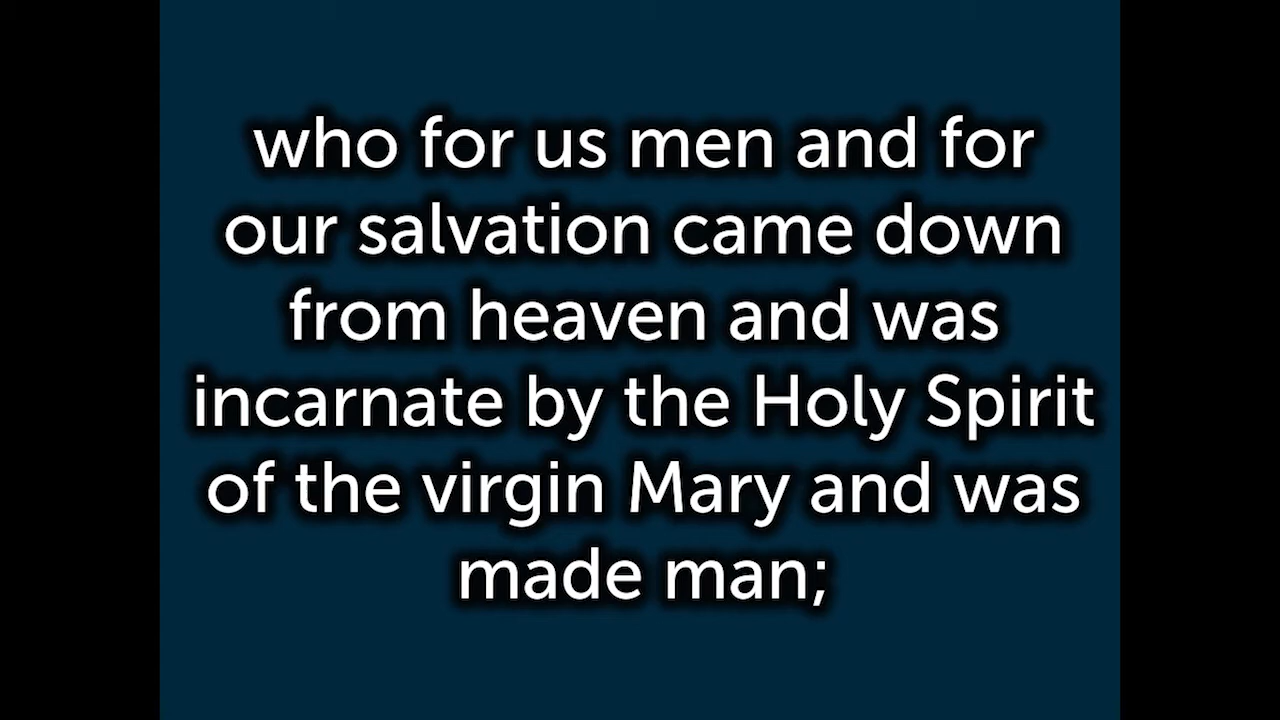 who for us men and for
our salvation came down
from heaven and was
incarnate by the Holy Spirit
of the virgin Mary and was
made man;